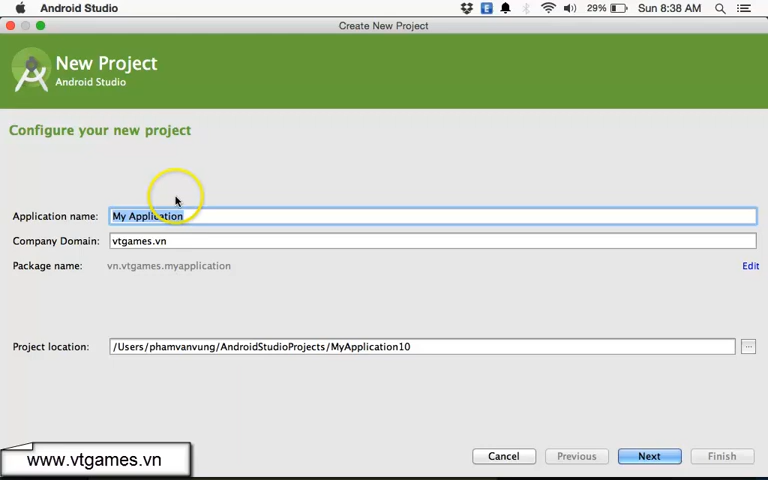 Android Studio 29% Sun 8:38 AM
Create New Project
New Project
Android Studio
Configure your new project
Application name: My Application
Company Domain: vtgames.vn
Package name: vn.vtgames.myapplication Edit
Project location: /Users/phamvanvung/AndroidStudioProjects/MyApplication10 ...
Cancel Previous Next Finish
www.vtgames.vn